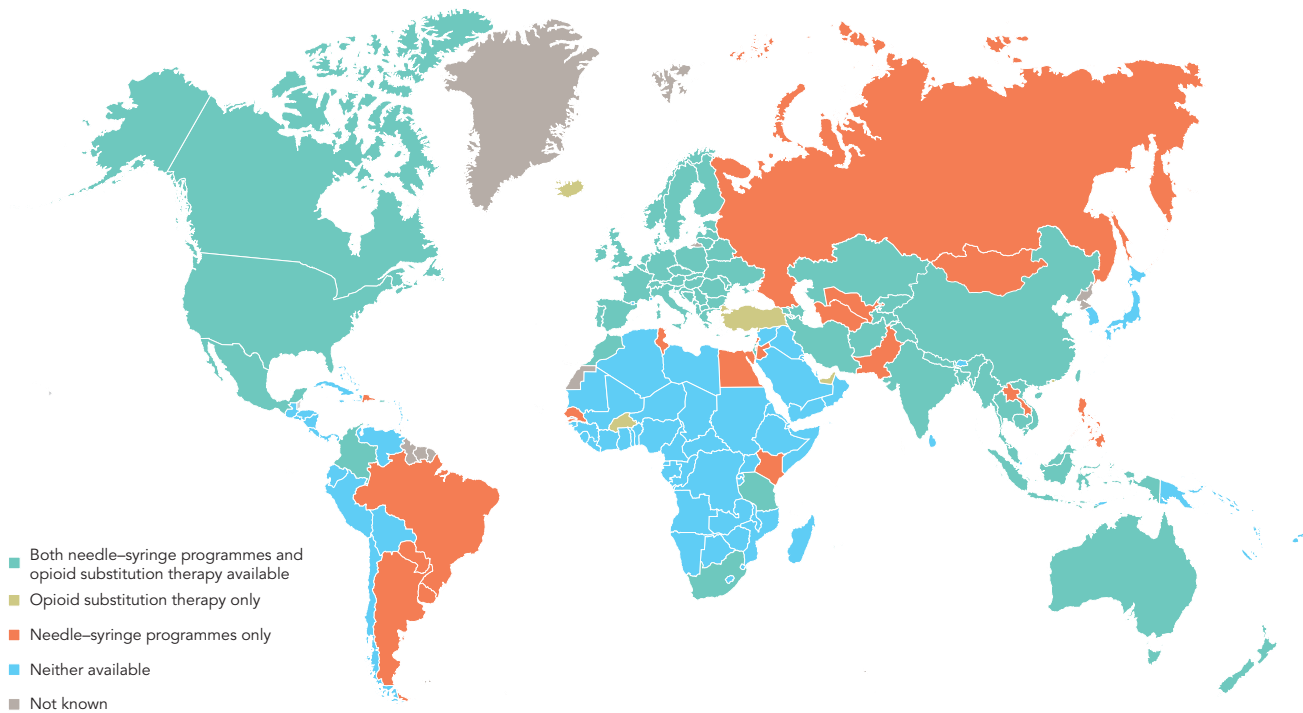 Both needle–syringe programmes and
opioid substitution therapy available
Opioid substitution therapy only
Needle–syringe programmes only
Neither available
Not known